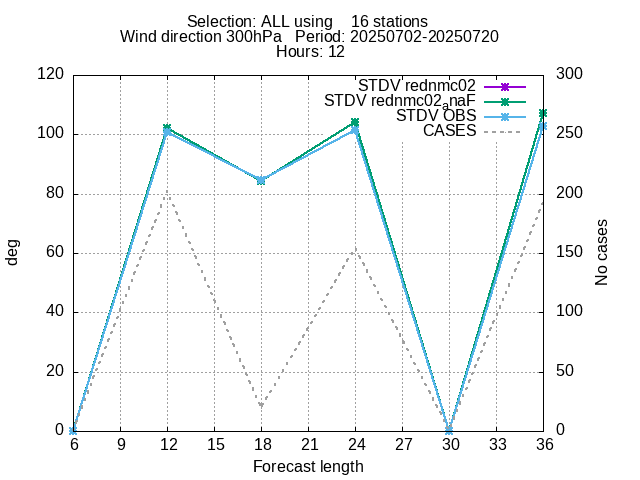 Selection: ALL using    16 stations
Wind direction 300hPa   Period: 20250702-20250720
Hours: 12
STDV rednmc02
STDV rednmc02_anaF
STDV OBS
CASES
120 300
100 250
80 200
60 150
40 100
20 50
0 0
deg
No cases
6 9 12 15 18 21 24 27 30 33 36
Forecast length